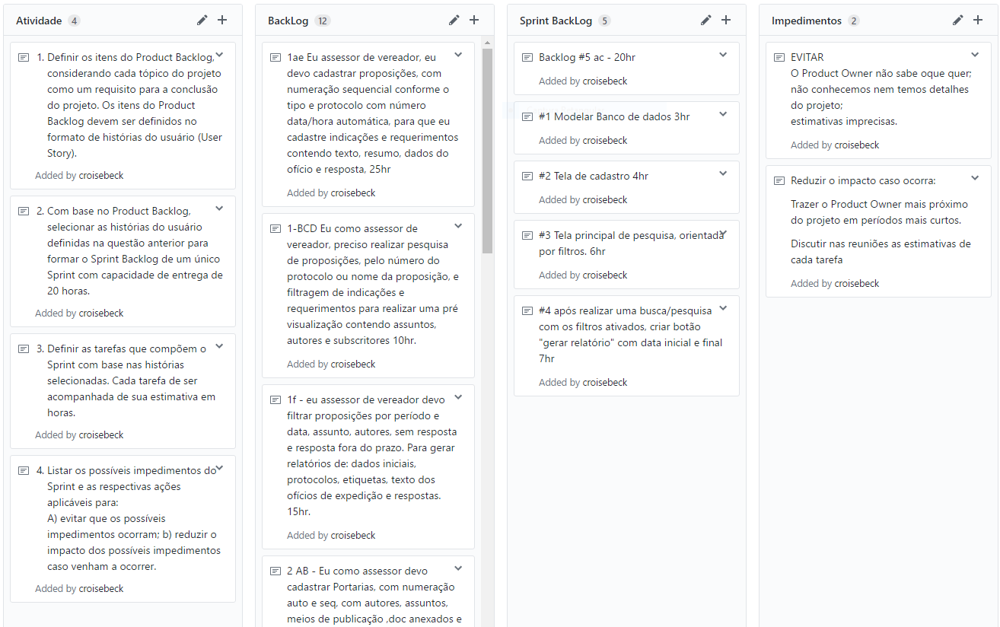 Atividade 4
1. Definir os itens do Product Backlog,
considerando cada tópico do projeto
como um requisito para a conclusão
do projeto. Os itens do Product
Backlog devem ser definidos no
formato de histórias do usuário (User
Story).
Added by croisebeck
2. Com base no Product Backlog,
selecionar as histórias do usuário
definidas na questão anterior para
formar o Sprint Backlog de um único
Sprint com capacidade de entrega de
20 horas.
Added by croisebeck
3. Definir as tarefas que compõem o
Sprint com base nas histórias
selecionadas. Cada tarefa de ser
acompanhada de sua estimativa em
horas.
Added by croisebeck
4. Listar os possíveis impedimentos do
Sprint e as respectivas ações
aplicáveis para:
A) evitar que os possíveis
impedimentos ocorram; b) reduzir o
impacto dos possíveis impedimentos
caso venham a ocorrer.
Added by croisebeck
BackLog 12
1ae Eu assessor de vereador, eu
devo cadastrar proposições, com
numeração sequencial conforme o
tipo e protocolo com número
data/hora automática, para que eu
cadastre indicações e requerimentos
contendo texto, resumo, dados do
ofício e resposta, 25hr
Added by croisebeck
1-BCD Eu como assessor de
vereador, preciso realizar pesquisa
de proposições, pelo número do
protocolo ou nome da proposição, e
filtragem de indicações e
requerimentos para realizar uma pré
visualização contendo assuntos,
autores e subscritores 10hr.
Added by croisebeck
1f - eu assessor de vereador devo
filtrar proposições por período e
data, assunto, autores, sem resposta
e resposta fora do prazo. Para gerar
relatórios de: dados iniciais,
protocolos, etiquetas, texto dos
ofícios de expedição e respostas.
15hr.
Added by croisebeck
2 AB - Eu como assessor devo
cadastrar Portarias, com numeração
auto e seq, com autores, assuntos,
meios de publicação ,doc anexados e
Sprint BackLog 5
Backlog #5 ac - 20hr
Added by croisebeck
#1 Modelar Banco de dados 3hr
Added by croisebeck
#2 Tela de cadastro 4hr
Added by croisebeck
#3 Tela principal de pesquisa, orientada
por filtros. 6hr
Added by croisebeck
#4 após realizar uma busca/pesquisa
com os filtros ativados, criar botão
"gerar relatório" com data inicial e final
7hr
Added by croisebeck
Impedimentos 2
EVITAR
O Product Owner não sabe oque quer;
não conhecemos nem temos detalhes
do projeto;
estimativas imprecisas.
Added by croisebeck
Reduzir o impacto caso ocorra:
Trazer o Product Owner mais próximo
do projeto em períodos mais curtos.
Discutir nas reuniões as estimativas de
cada tarefa
Added by croisebeck